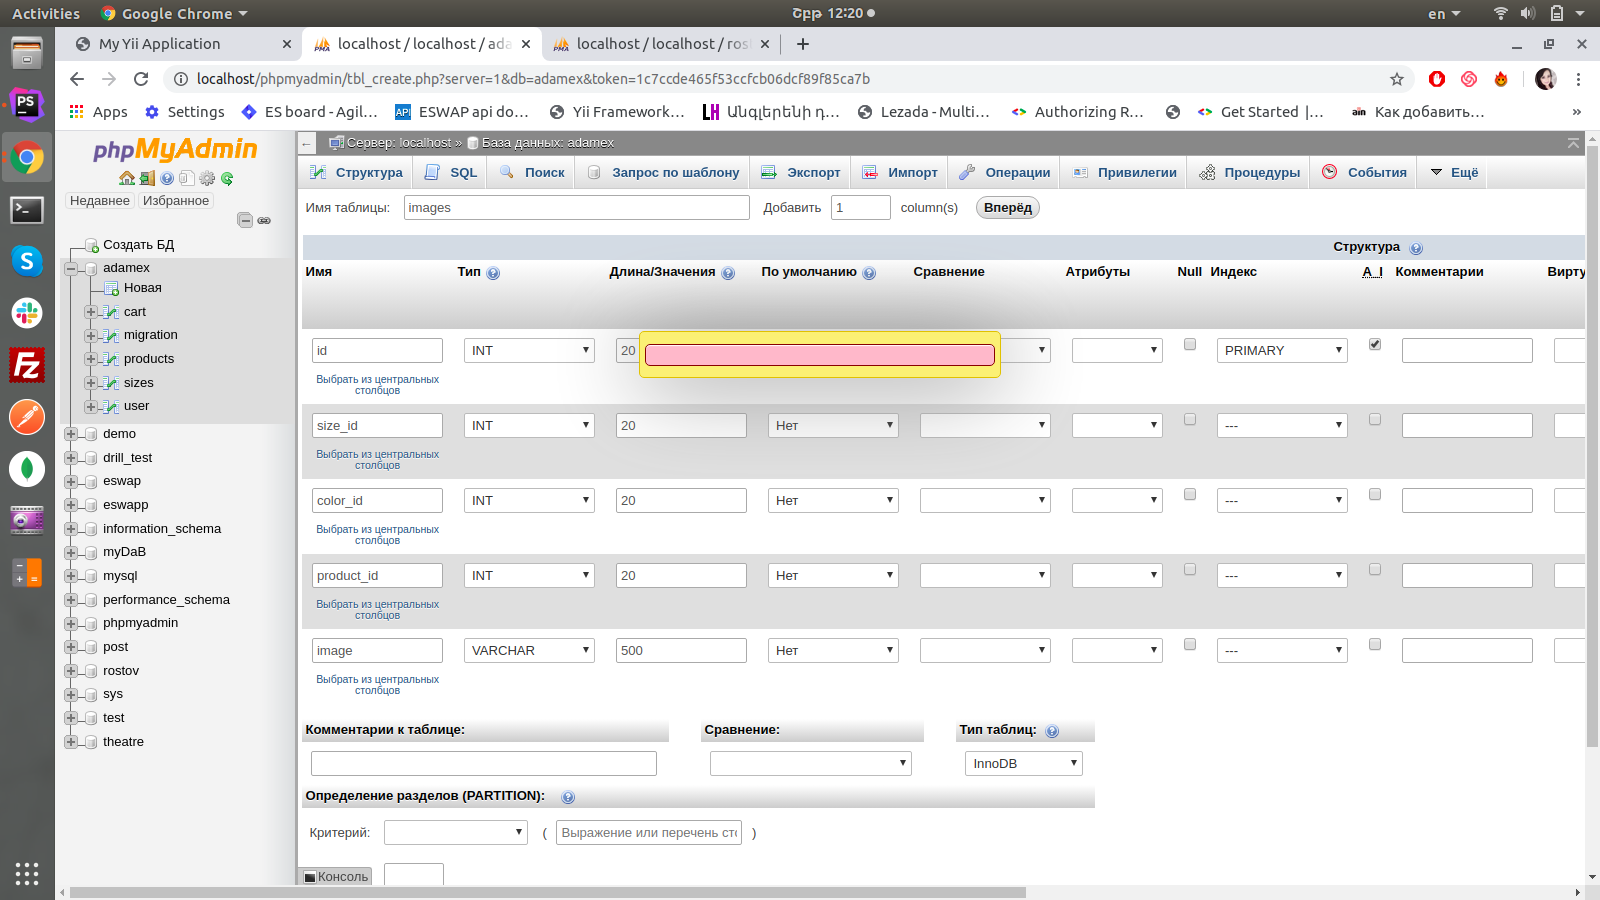 Activities
Google Chrome
Շրբ 12:20
en
My Yii Application
localhost / localhost / ada
localhost / localhost / ros
localhost/phpmyadmin/tbl_create.php?server=1&db=adamex&token=1c7ccde465f53ccfcb06dcf89f85ca7b
Apps
Settings
ES board - Agil...
ESWAP api do...
Yii Framework...
Անգլերենի դ...
Lezada - Multi...
Authorizing R...
Get Started |...
Как добавить...
»
phpMyAdmin
Недавнее
Избранное
Создать БД
adamex
Новая
cart
migration
products
sizes
user
demo
drill_test
eswap
eswapp
information_schema
myDaB
mysql
performance_schema
phpmyadmin
post
rostov
sys
test
theatre
Сервер: localhost » База данных: adamex
Структура
SQL
Поиск
Запрос по шаблону
Экспорт
Импорт
Операции
Привилегии
Процедуры
События
Ещё
Имя таблицы: images Добавить 1 column(s) Вперёд
Структура
Имя Тип Длина/Значения По умолчанию Сравнение Атрибуты Null Индекс A_I Комментарии Вирту
id INT 20 PRIMARY
Выбрать из центральных
столбцов
size_id INT 20 Нет ---
Выбрать из центральных
столбцов
color_id INT 20 Нет ---
Выбрать из центральных
столбцов
product_id INT 20 Нет ---
Выбрать из центральных
столбцов
image VARCHAR 500 Нет ---
Выбрать из центральных
столбцов
Комментарии к таблице: Сравнение: Тип таблиц:
InnoDB
Определение разделов (PARTITION):
Критерий: ( Выражение или перечень сто )
Консоль